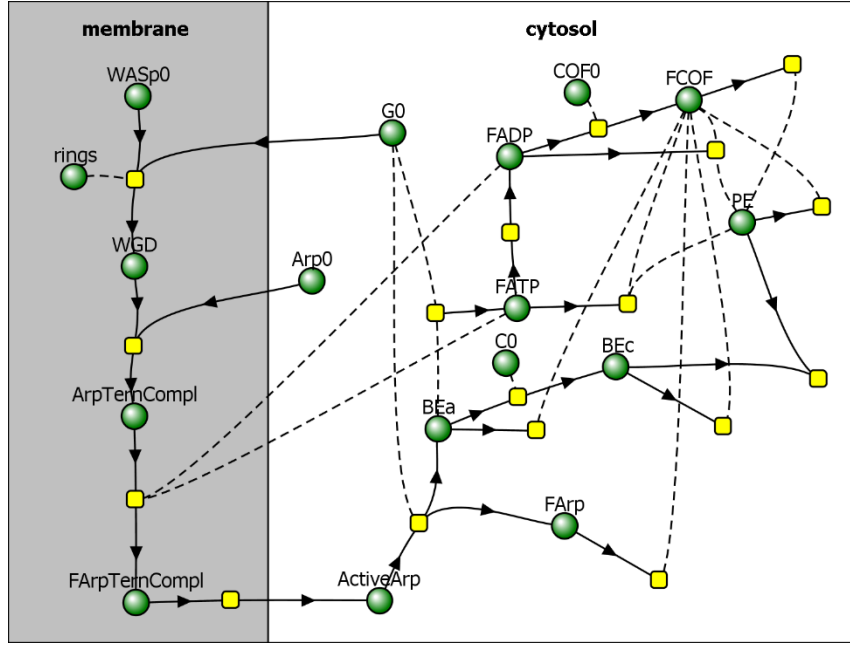 membrane
cytosol
WASp0
COF0
FCOF
G0
FADP
rings
PE
WGD
Arp0
FATP
C0
BEc
ArpTernCompl
BEa
FArp
FArpTernCompl
ActiveArp